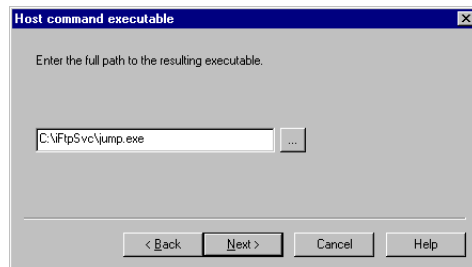 Host command executable
Enter the full path to the resulting executable.
C:\iFtpSvc\jump.exe
...
< Back
Next >
Cancel
Help